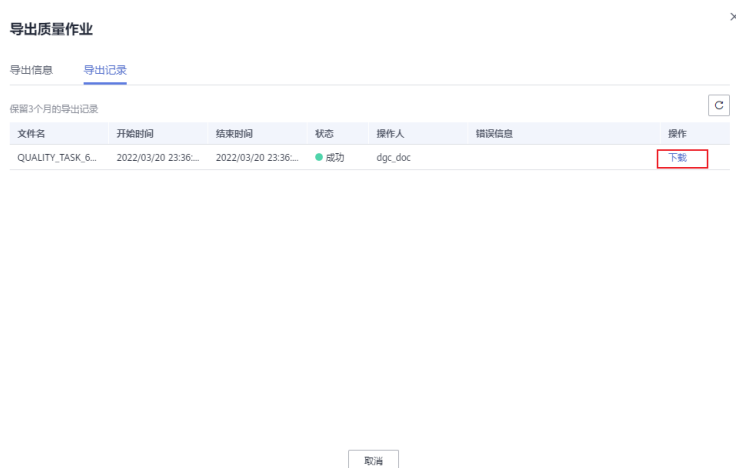 导出质量作业
导出信息 导出记录
保留3个月的导出记录
文件名 开始时间 结束时间 状态 操作人 错误信息 操作
QUALITY_TASK_6... 2022/03/20 23:36:... 2022/03/20 23:36:... 成功 dgc_doc 下载
取消